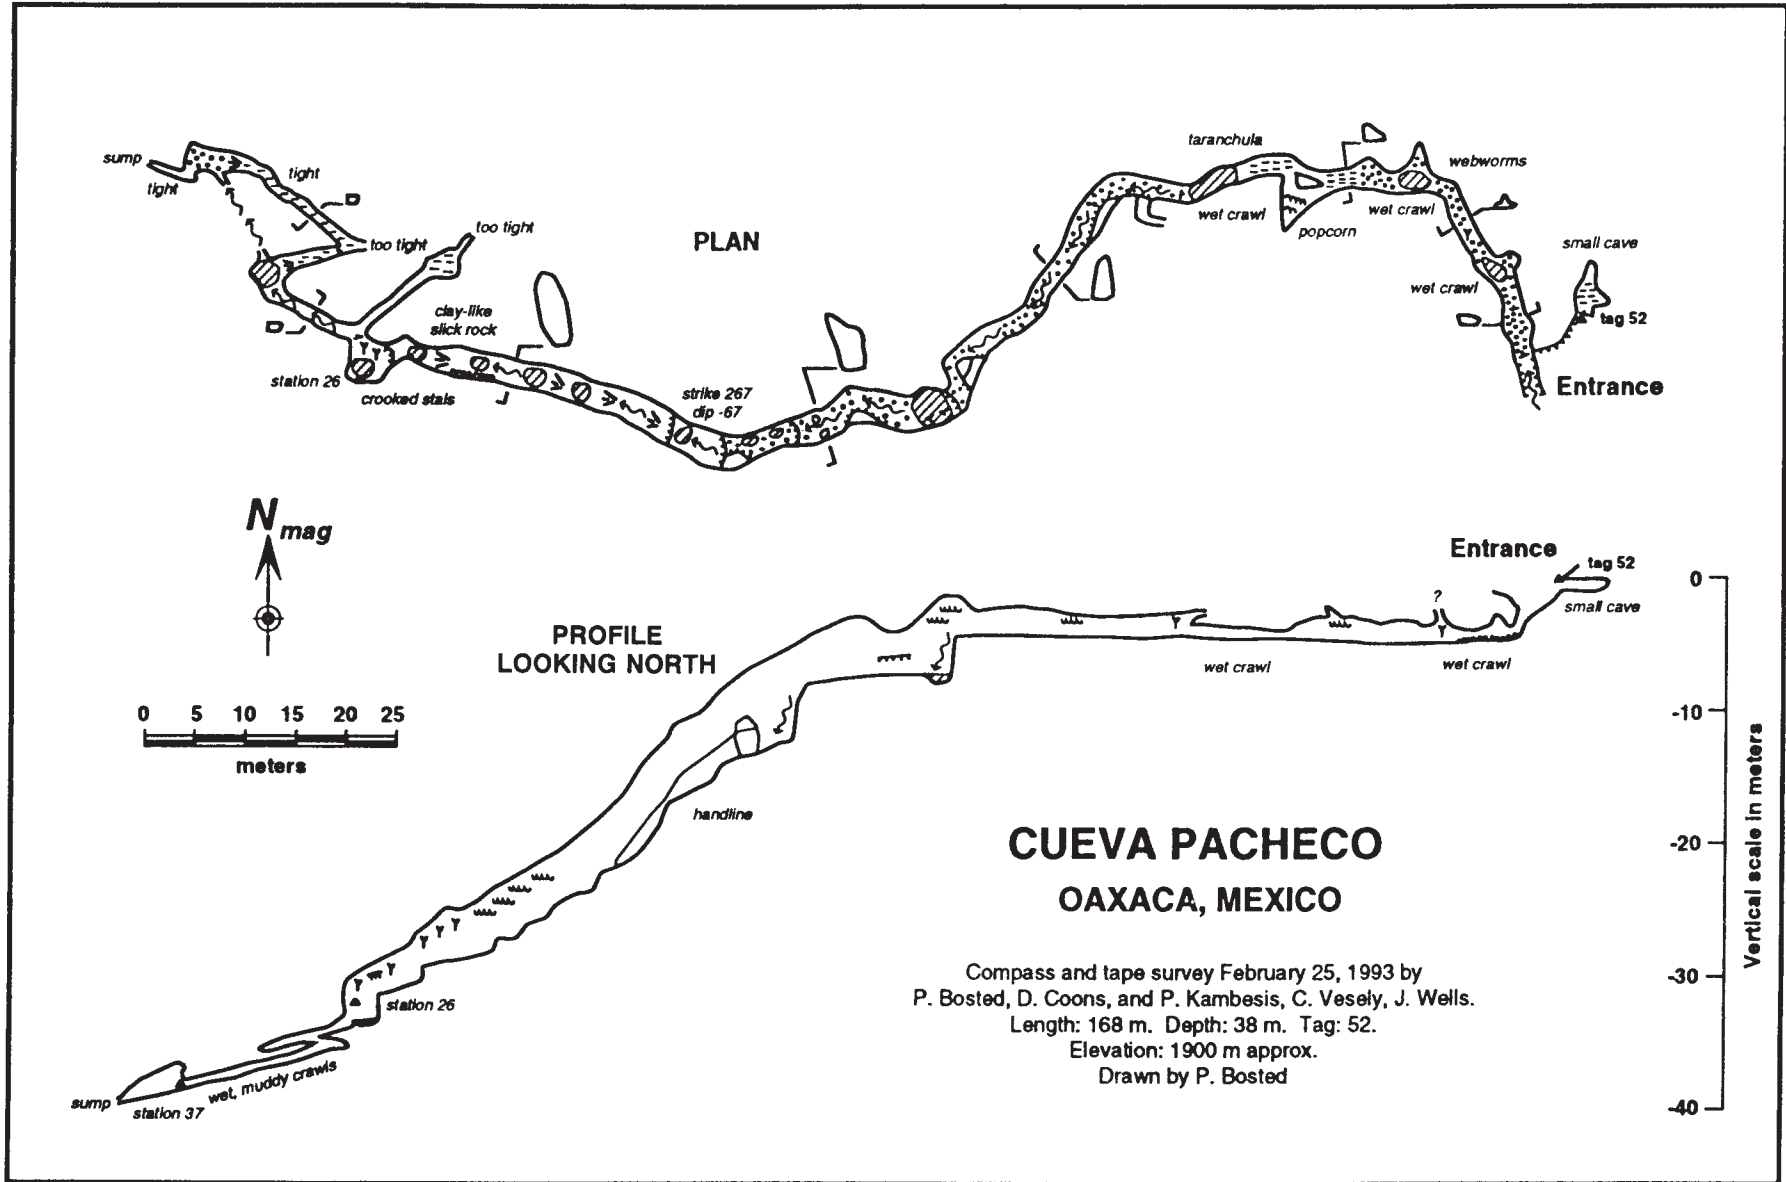 taranchula
webworms
sump
tight
tight
too tight
too tight
PLAN
wet crawl
wet crawl
popcorn
small cave
wet crawl
tag 52
clay-like
slick rock
station 26
crooked stals
strike 267
dip -67
Entrance
N mag
Entrance
tag 52
0
small cave
?
PROFILE
LOOKING NORTH
wet crawl
wet crawl
0 5 10 15 20 25
meters
-10
handline
CUEVA PACHECO
OAXACA, MEXICO
-20
Vertical scale in meters
Compass and tape survey February 25, 1993 by
P. Bosted, D. Coons, and P. Kambesis, C. Vesely, J. Wells.
Length: 168 m. Depth: 38 m. Tag: 52.
Elevation: 1900 m approx.
Drawn by P. Bosted
-30
station 26
wet, muddy crawls
sump
station 37
-40